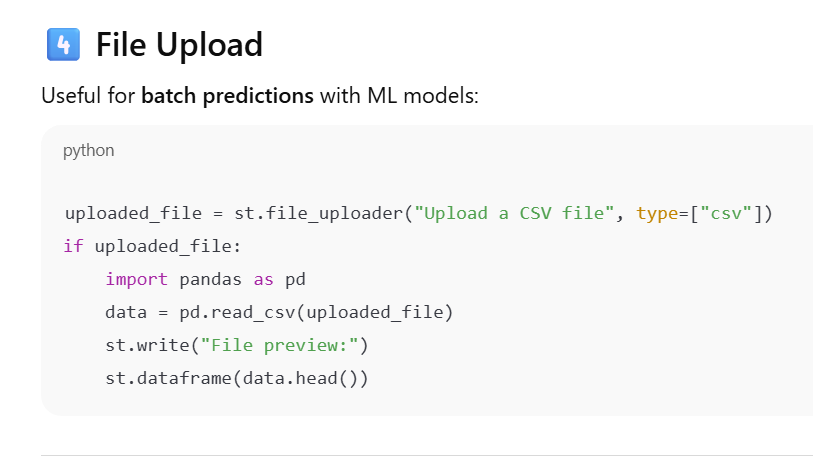 4 File Upload
Useful for batch predictions with ML models:
python
uploaded_file = st.file_uploader("Upload a CSV file", type=["csv"])
if uploaded_file:
    import pandas as pd
    data = pd.read_csv(uploaded_file)
    st.write("File preview:")
    st.dataframe(data.head())